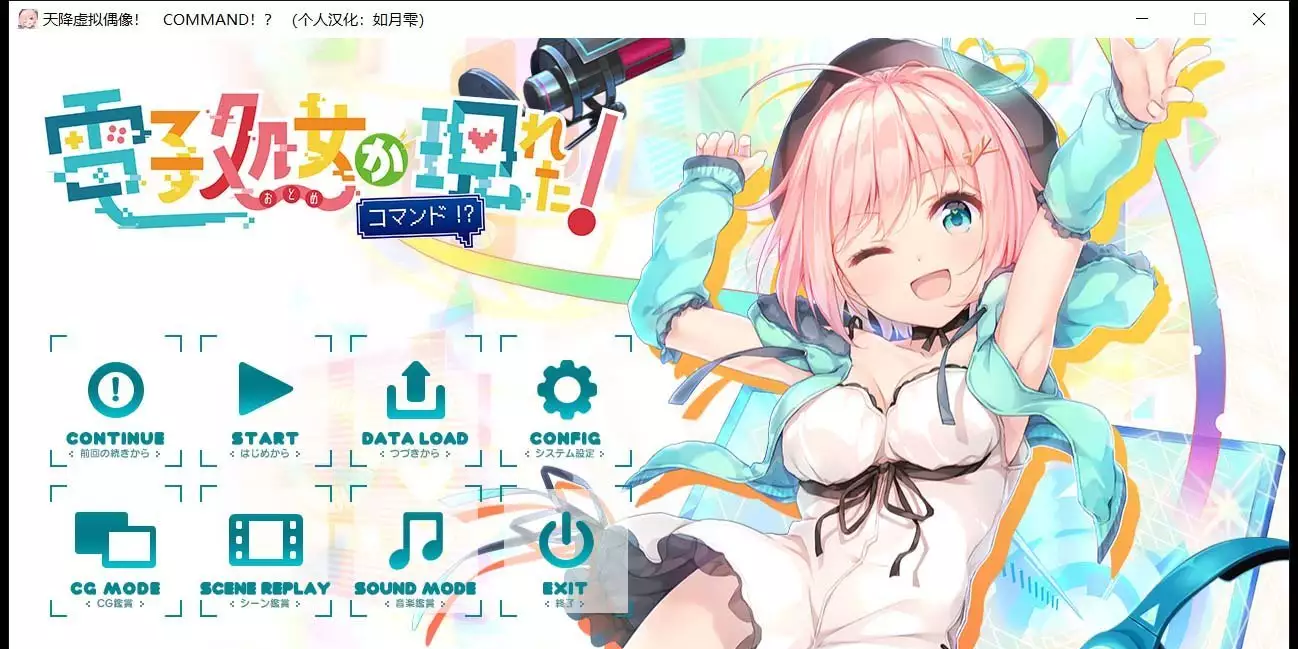 天降虚拟偶像! COMMAND!? (个人汉化:如月雫)
電子処女が現れた!
おとめ
コマンド!?
CONTINUE START DATA LOAD CONFIG
前回の続きから はじめから つづきから システム設定
CG MODE SCENE REPLAY SOUND MODE EXIT
CG鑑賞 シーン鑑賞 音楽鑑賞 終了